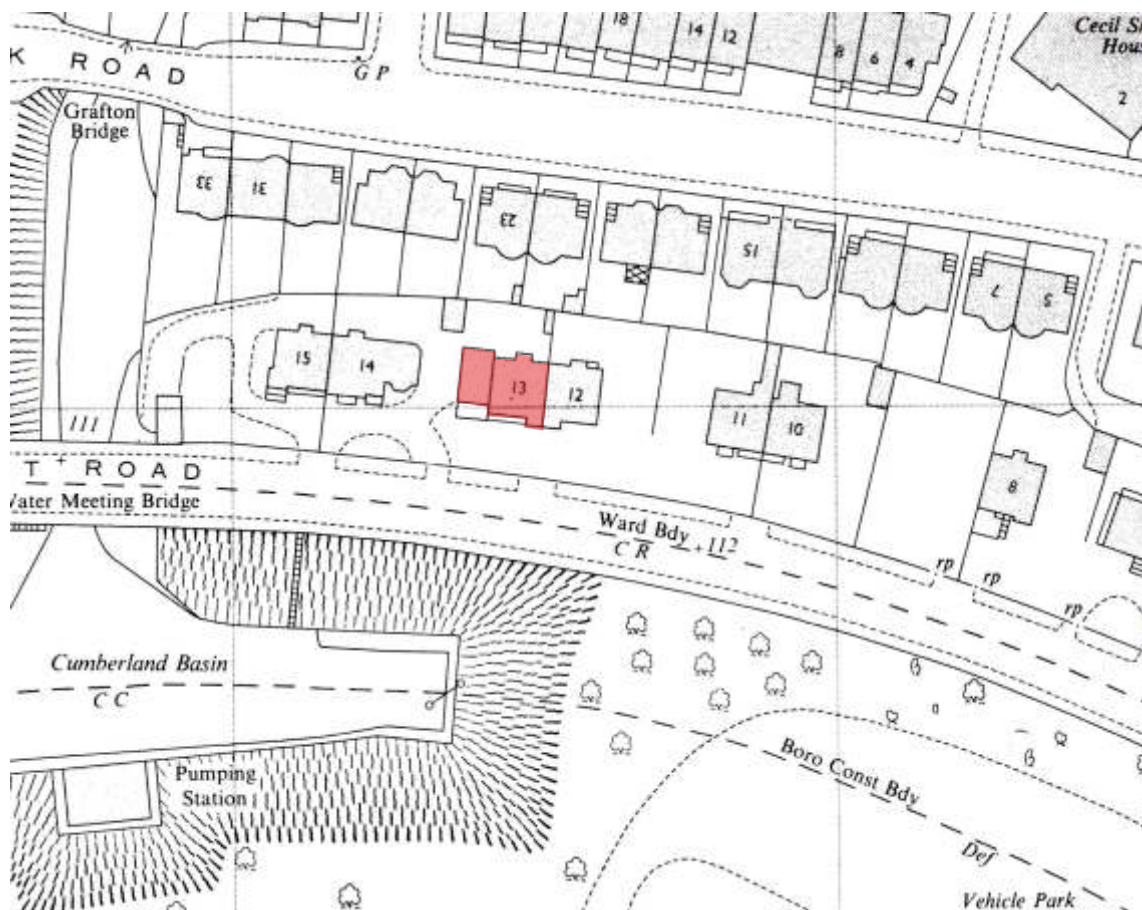 18
14
12
8
6
4
Cecil S
Hous
2
K ROAD
G P
Grafton
Bridge
33
31
23
15
7
5
15
14
13
12
11
10
8
111
T + ROAD
Water Meeting Bridge
Ward Bdy
C R + 112
rp
rp
rp
Cumberland Basin
C C
Pumping
Station
Boro Const Bdy
Def
Vehicle Park